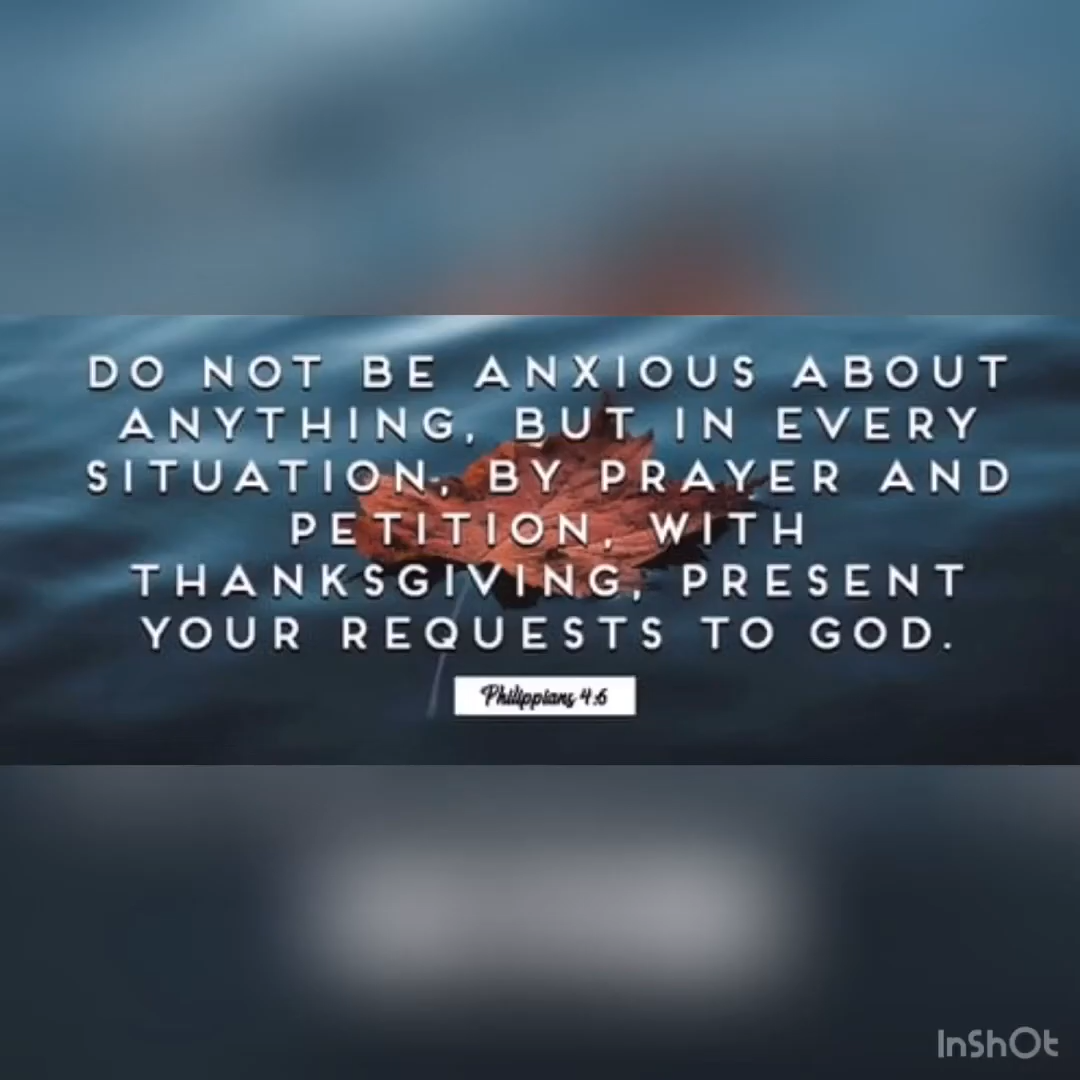 DO NOT BE ANXIOUS ABOUT
ANYTHING, BUT IN EVERY
SITUATION, BY PRAYER AND
PETITION, WITH
THANKSGIVING, PRESENT
YOUR REQUESTS TO GOD.
Philippians 4:6
InShOt